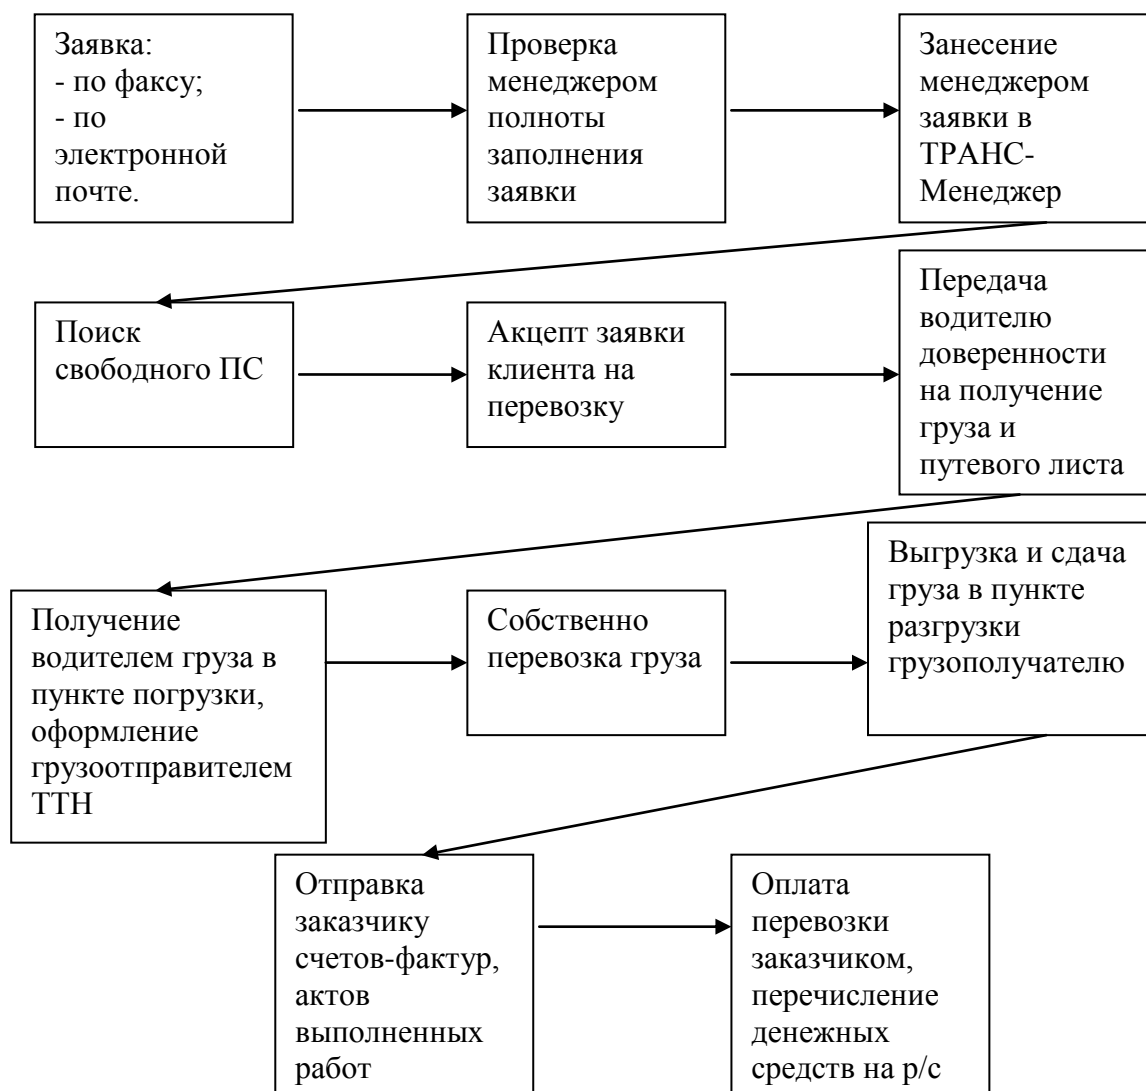 Заявка:
- по факсу;
- по
электронной
почте.
Проверка
менеджером
полноты
заполнения
заявки
Занесение
менеджером
заявки в
ТРАНС-
Менеджер
Поиск
свободного ПС
Акцепт заявки
клиента на
перевозку
Передача
водителю
доверенности
на получение
груза и
путевого листа
Получение
водителем груза в
пункте погрузки,
оформление
грузоотправителем
ТТН
Собственно
перевозка груза
Выгрузка и сдача
груза в пункте
разгрузки
грузополучателю
Отправка
заказчику
счетов-фактур,
актов
выполненных
работ
Оплата
перевозки
заказчиком,
перечисление
денежных
средств на р/с